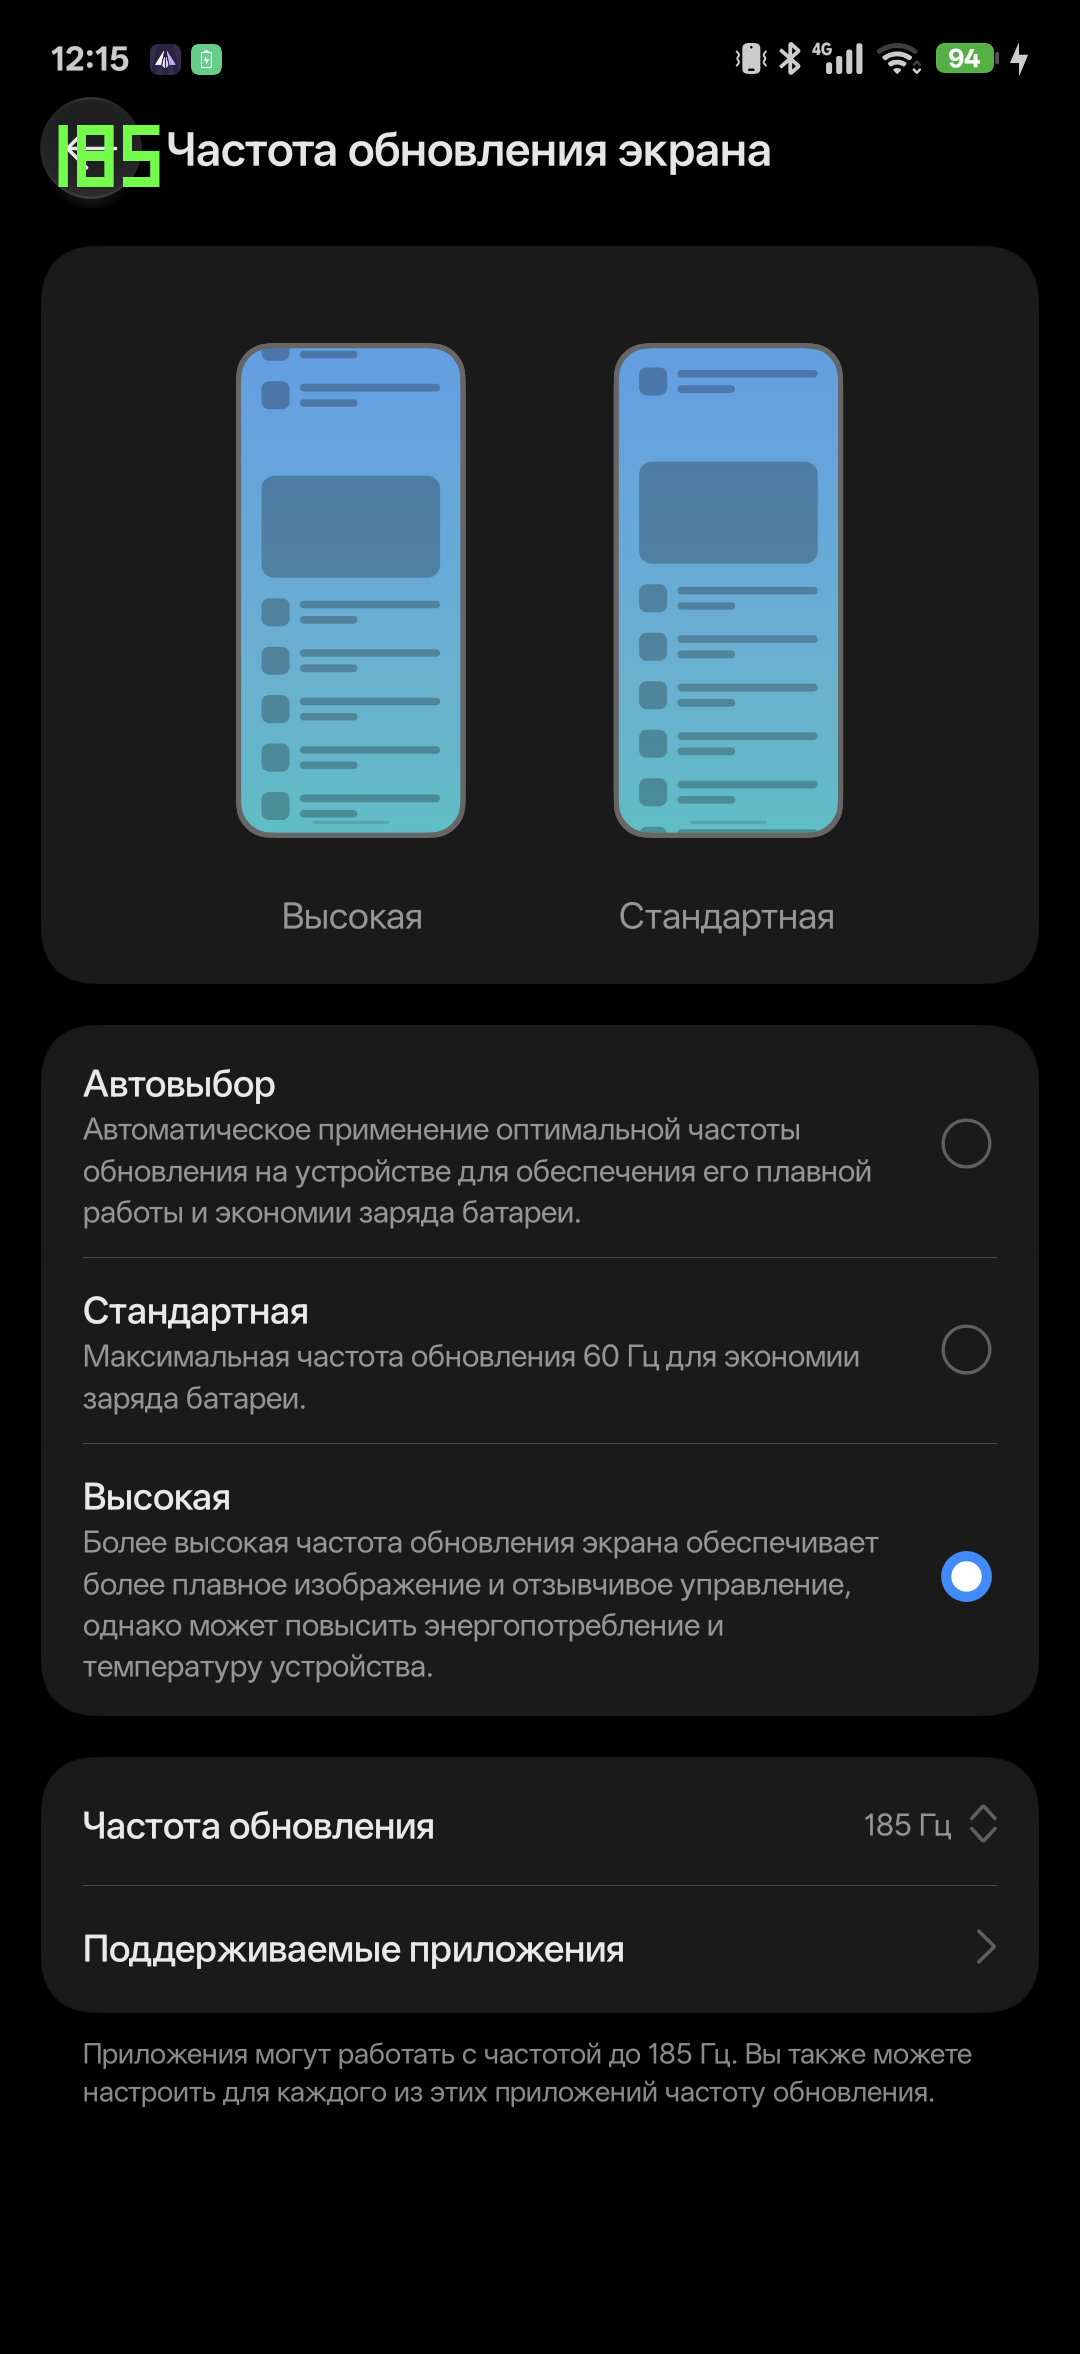 12:15
4G
94
185
Частота обновления экрана
Высокая
Стандартная
Автовыбор
Автоматическое применение оптимальной частоты
обновления на устройстве для обеспечения его плавной
работы и экономии заряда батареи.
Стандартная
Максимальная частота обновления 60 Гц для экономии
заряда батареи.
Высокая
Более высокая частота обновления экрана обеспечивает
более плавное изображение и отзывчивое управление,
однако может повысить энергопотребление и
температуру устройства.
Частота обновления
185 Гц
Поддерживаемые приложения
Приложения могут работать с частотой до 185 Гц. Вы также можете
настроить для каждого из этих приложений частоту обновления.